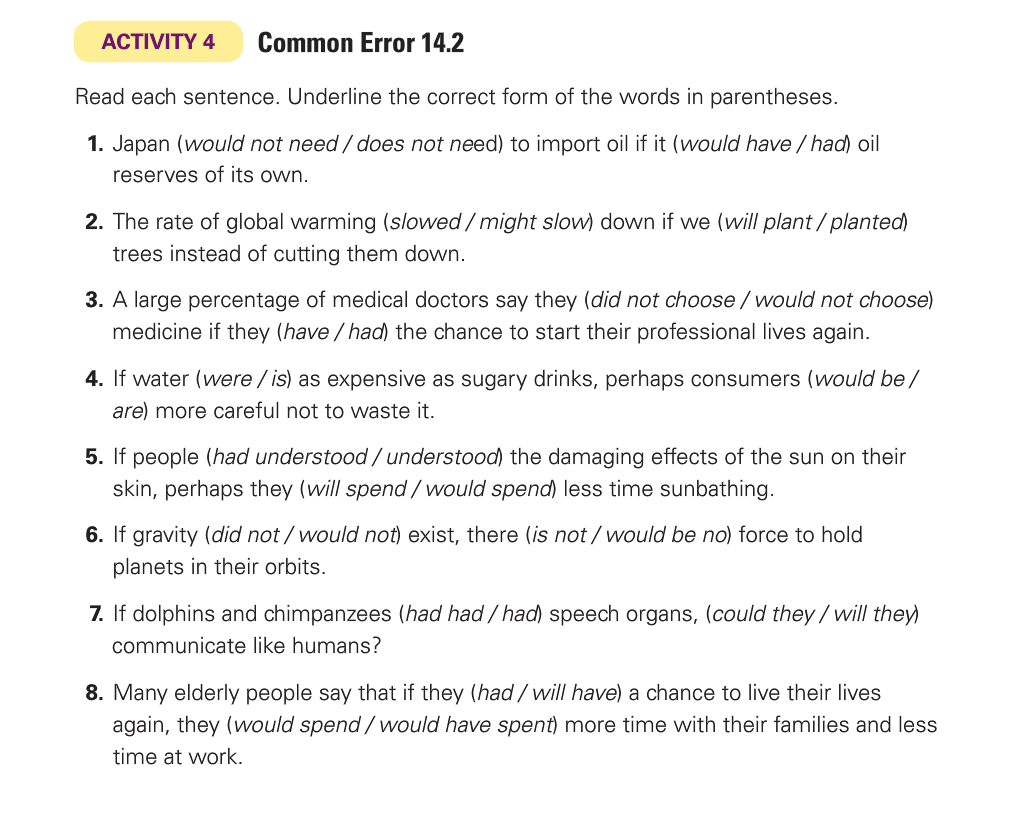 ACTIVITY 4 Common Error 14.2
Read each sentence. Underline the correct form of the words in parentheses.
1. Japan (would not need / does not need) to import oil if it (would have / had) oil
reserves of its own.
2. The rate of global warming (slowed / might slow) down if we (will plant / planted)
trees instead of cutting them down.
3. A large percentage of medical doctors say they (did not choose / would not choose)
medicine if they (have / had) the chance to start their professional lives again.
4. If water (were / is) as expensive as sugary drinks, perhaps consumers (would be /
are) more careful not to waste it.
5. If people (had understood / understood) the damaging effects of the sun on their
skin, perhaps they (will spend / would spend) less time sunbathing.
6. If gravity (did not / would not) exist, there (is not / would be no) force to hold
planets in their orbits.
7. If dolphins and chimpanzees (had had / had) speech organs, (could they / will they)
communicate like humans?
8. Many elderly people say that if they (had / will have) a chance to live their lives
again, they (would spend / would have spent) more time with their families and less
time at work.